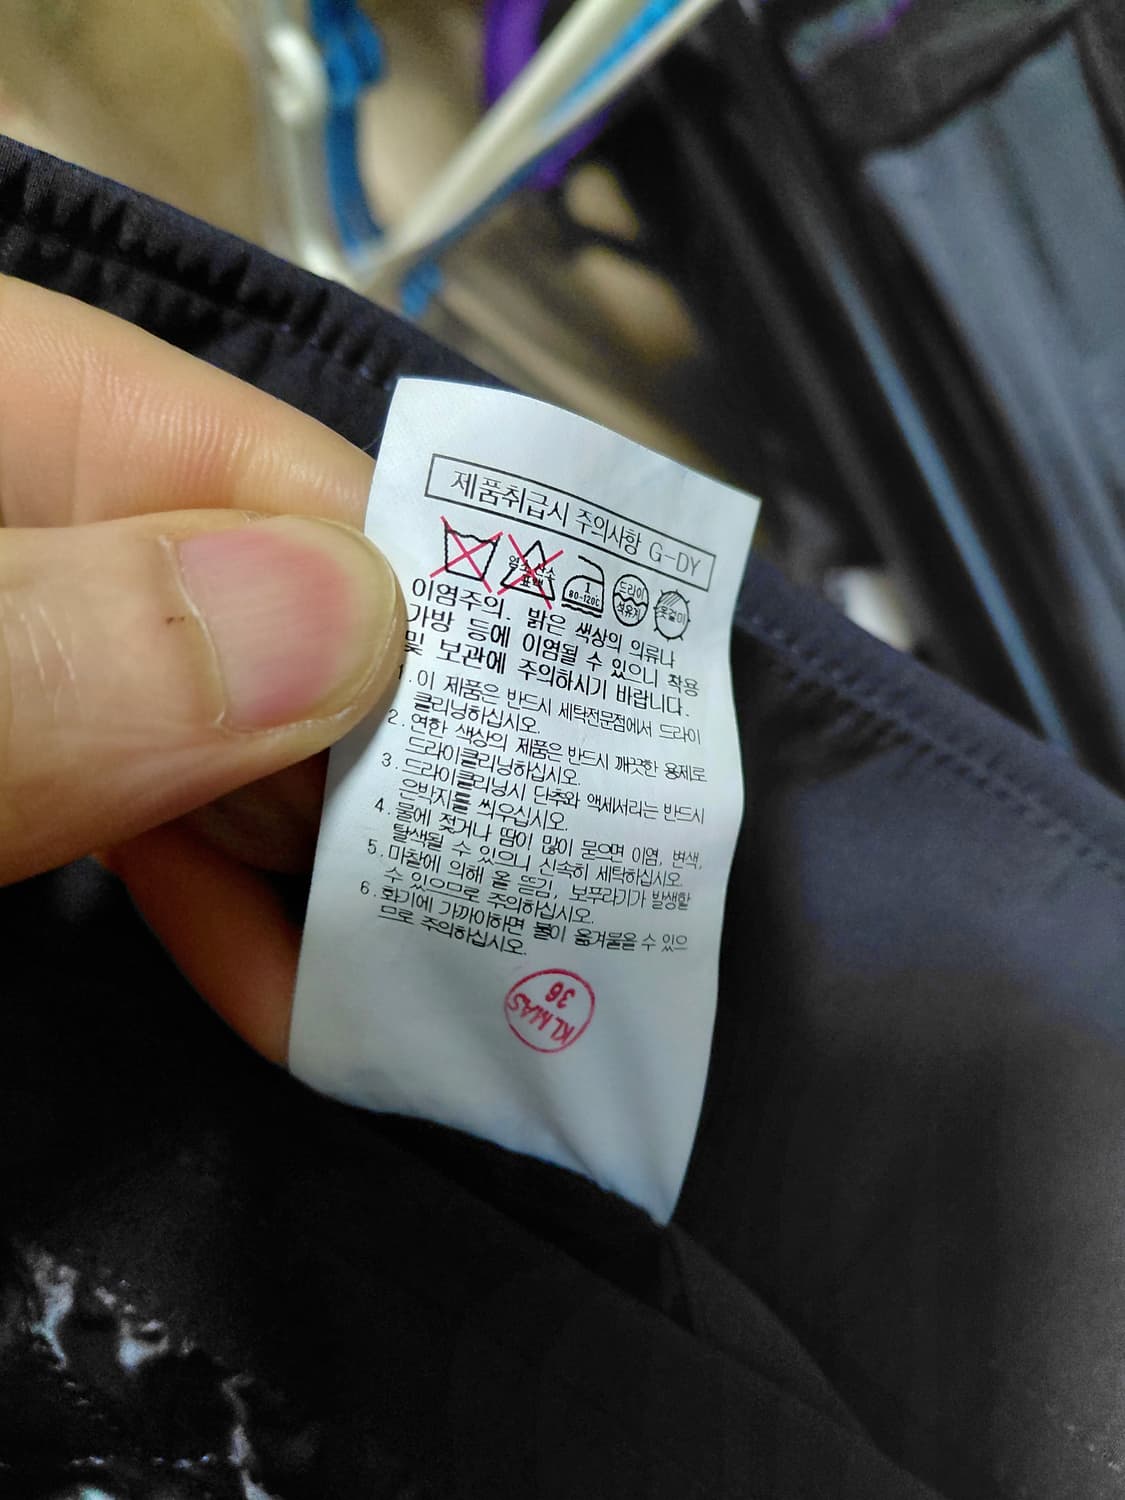 제품취급시 주의사항 G-DY
염소산소
표백
1
80-120C
드라이
석유계
옷걸이
이염주의. 밝은 색상의 의류나
가방 등에 이염될 수 있으니 착용
및 보관에 주의하시기 바랍니다.
1.이 제품은 반드시 세탁전문점에서 드라이
클리닝하십시오.
2.연한 색상의 제품은 반드시 깨끗한 용제로
드라이클리닝하십시오.
3.드라이클리닝시 단추와 액세서리는 반드시
은박지를 씌우십시오.
4.물에 젖거나 땀이 많이 묻으면 이염, 변색,
탈색될 수 있으니 신속히 세탁하십시오.
5.마찰에 의해 올 뜯김, 보푸라기가 발생할
수 있으므로 주의하십시오.
6.화기에 가까이하면 불이 옮겨붙을 수 있으
므로 주의하십시오.
KLMAS
36